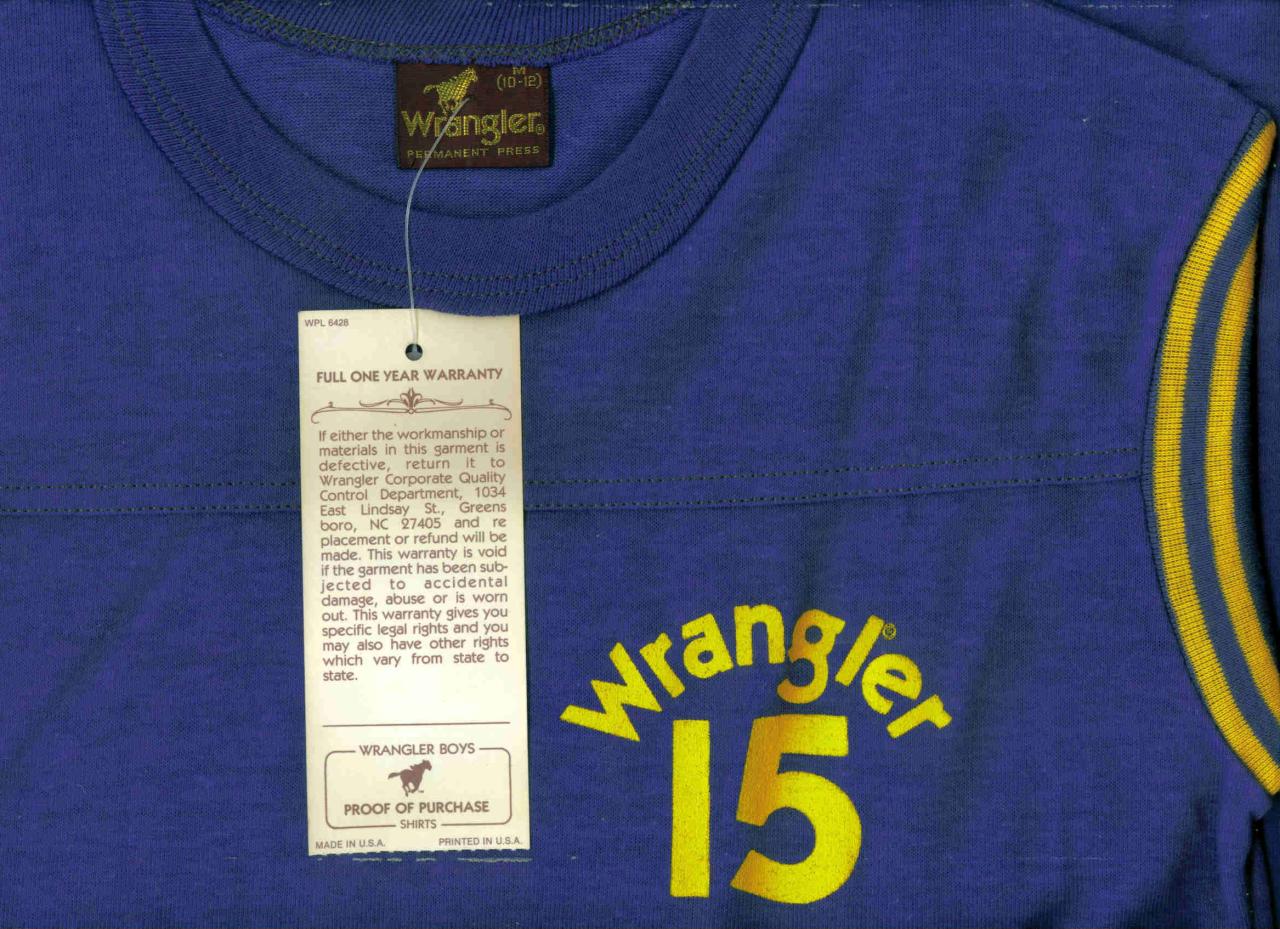 M
(10-12)
Wrangler®
PERMANENT PRESS
WPL 6428
FULL ONE YEAR WARRANTY
If either the workmanship or
materials in this garment is
defective, return it to
Wrangler Corporate Quality
Control Department, 1034
East Lindsay St., Greens
boro, NC 27405 and re
placement or refund will be
made. This warranty is void
if the garment has been sub-
jected to accidental
damage, abuse or is worn
out. This warranty gives you
specific legal rights and you
may also have other rights
which vary from state to
state.
WRANGLER BOYS
PROOF OF PURCHASE
SHIRTS
MADE IN U.S.A. PRINTED IN U.S.A.
Wrangler®
15